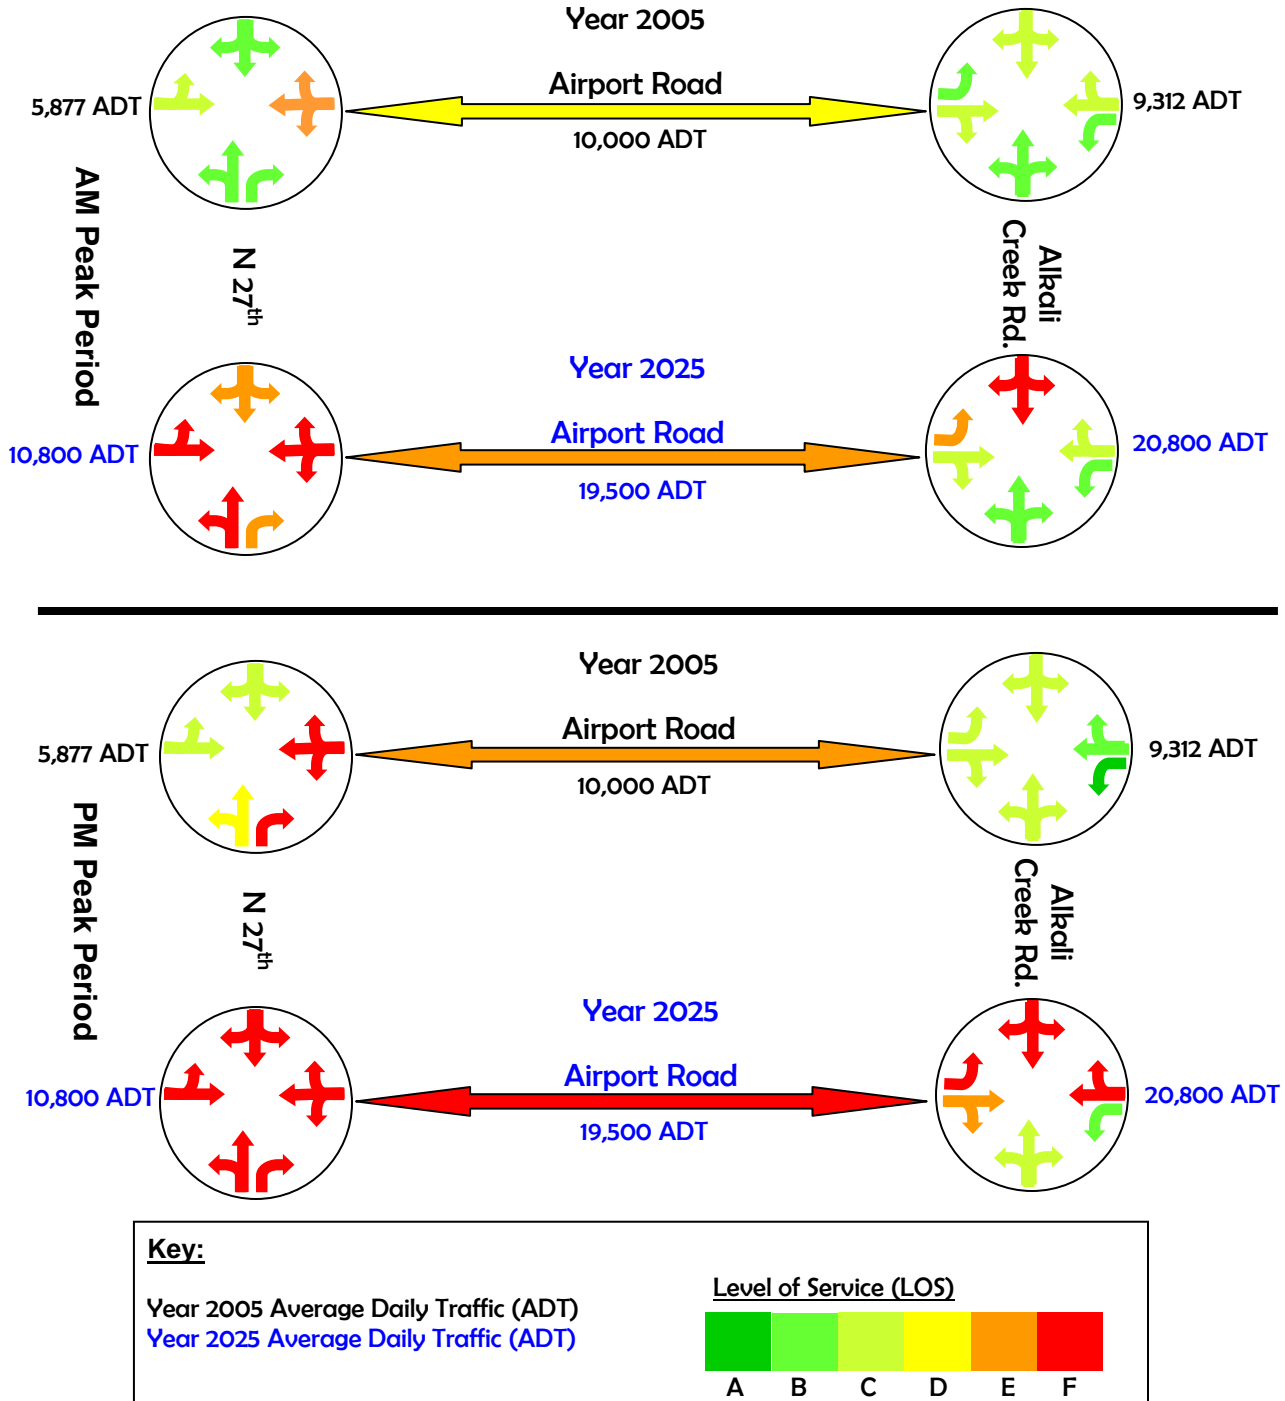 Year 2005
Airport Road
10,000 ADT
5,877 ADT
9,312 ADT
AM Peak Period
N 27th
Alkali
Creek Rd.
Year 2025
Airport Road
19,500 ADT
10,800 ADT
20,800 ADT
Year 2005
Airport Road
10,000 ADT
5,877 ADT
9,312 ADT
PM Peak Period
N 27th
Alkali
Creek Rd.
Year 2025
Airport Road
19,500 ADT
10,800 ADT
20,800 ADT
Key:
Year 2005 Average Daily Traffic (ADT)
Year 2025 Average Daily Traffic (ADT)
Level of Service (LOS)
A B C D E F